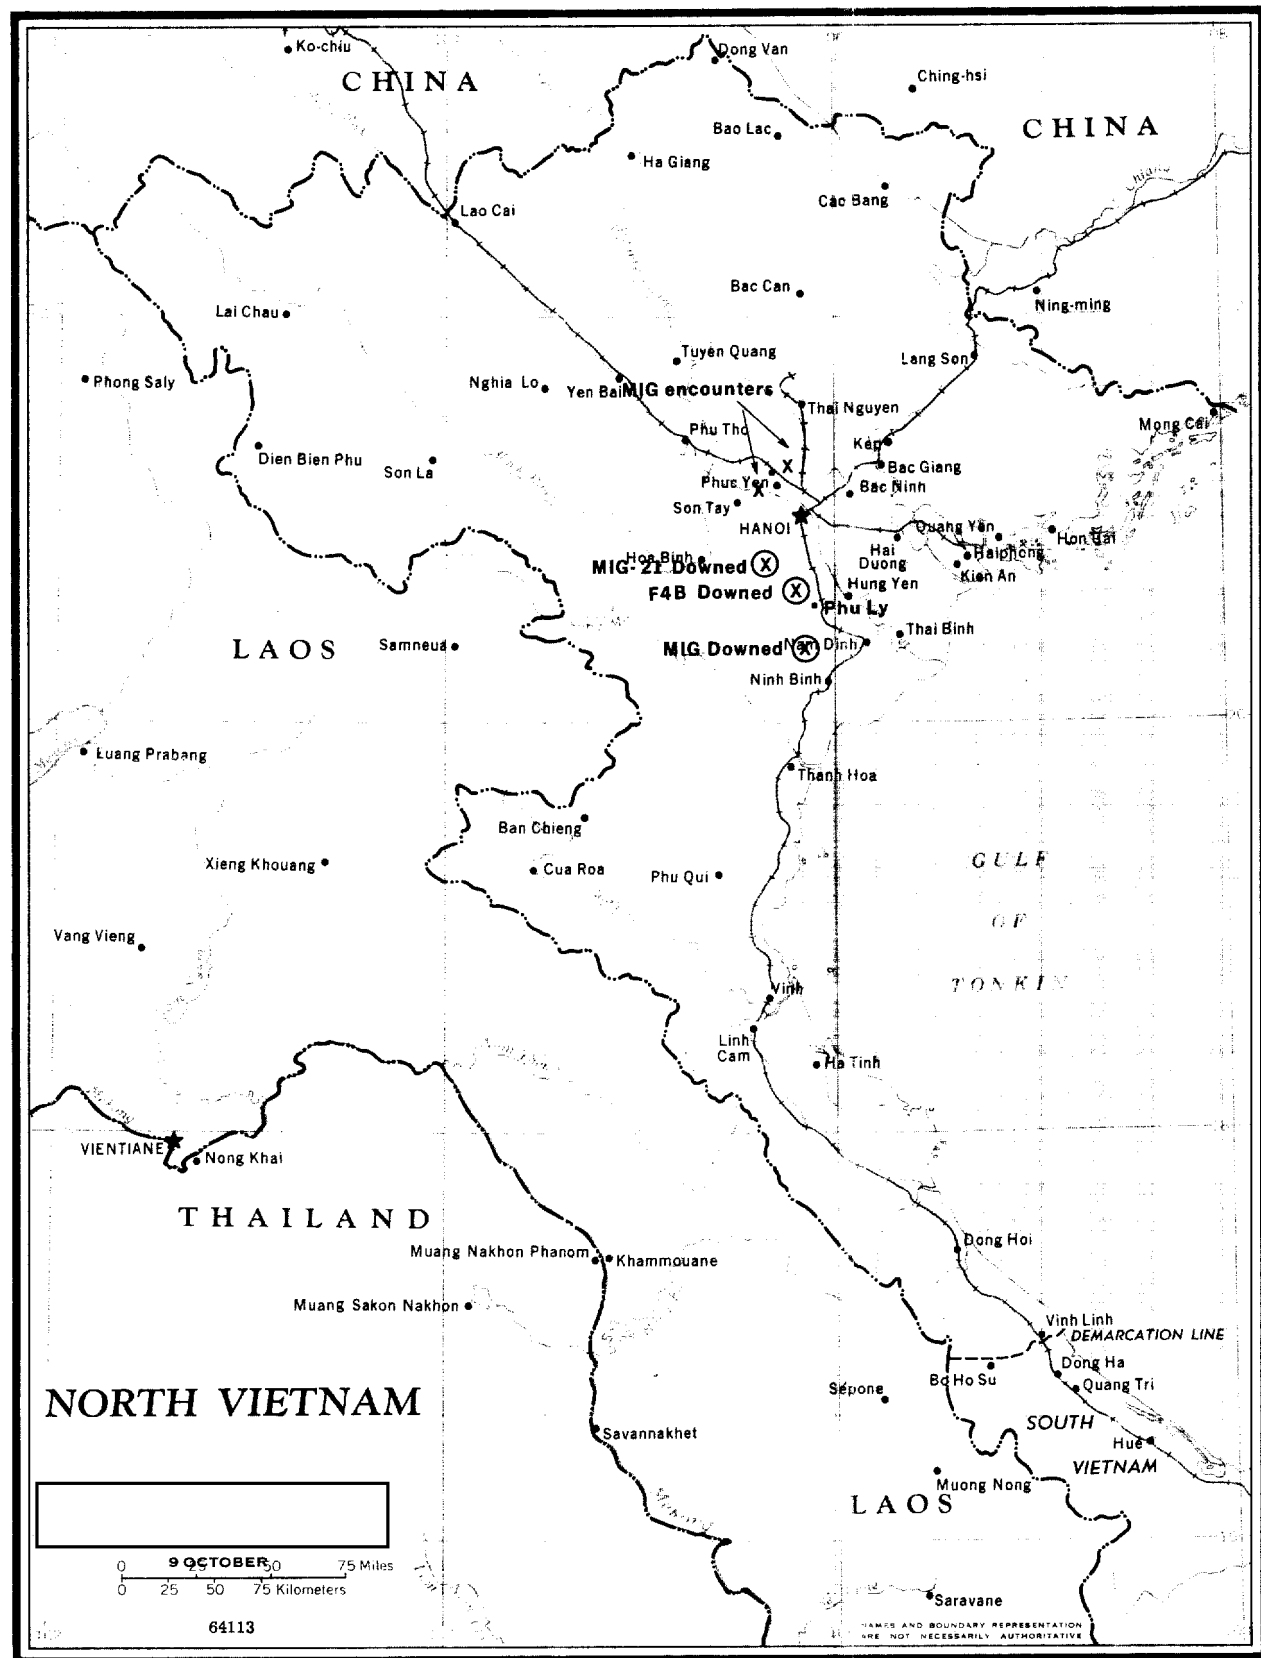 Ko-chiu
CHINA
Dong Van
Ching-hsi
CHINA
Bao Lac
Ha Giang
Chiang
Cao Bang
Lao Cai
Bac Can
Ning-ming
Lai Chau
Tuyen Quang
Lang Son
Phong Saly
Nghia Lo
Yen Bai
MIG encounters
Thai Nguyen
Mong Cai
Phu Tho
Kep
Dien Bien Phu
Son La
Bac Giang
X
Phuc Yen
X
Bac Ninh
Son Tay
HANOI
Quang Yen
Hon Gai
Hai
Duong
Haiphong
Kien An
Hoa Binh
MIG-21 Downed X
F4B Downed X
Hung Yen
Phu Ly
Thai Binh
LAOS
Samneua
MIG Downed X
Nam Dinh
Ninh Binh
Luang Prabang
Thanh Hoa
Ban Chieng
Xieng Khouang
Cua Roa
Phu Qui
GULF
OF
TONKIN
Vang Vieng
Vinh
Linh
Cam
Ha Tinh
Mekong
VIENTIANE
Nong Khai
THAILAND
Muang Nakhon Phanom
Khammouane
Dong Hoi
Muang Sakon Nakhon
Vinh Linh
DEMARCATION LINE
Dong Ha
Bo Ho Su
Quang Tri
Sepone
NORTH VIETNAM
SOUTH
VIETNAM
Savannakhet
Hue
Muong Nong
LAOS
Mekong
9 OCTOBER
0 25 50 75 Miles
0 25 50 75 Kilometers
Saravane
64113
NAMES AND BOUNDARY REPRESENTATION
ARE NOT NECESSARILY AUTHORITATIVE